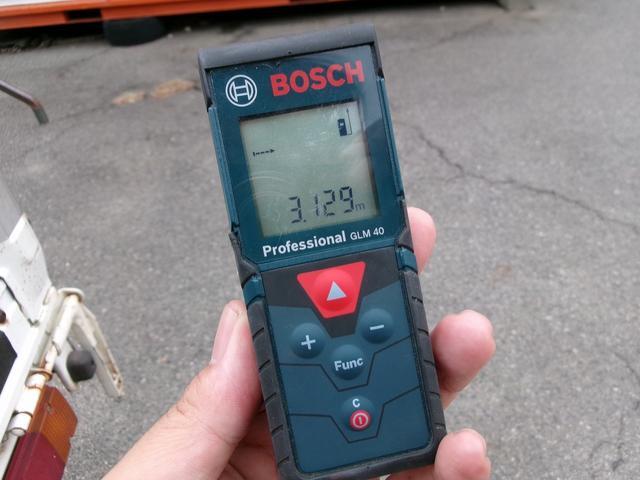 BOSCH
3.129m
Professional GLM 40
+
−
Func
C